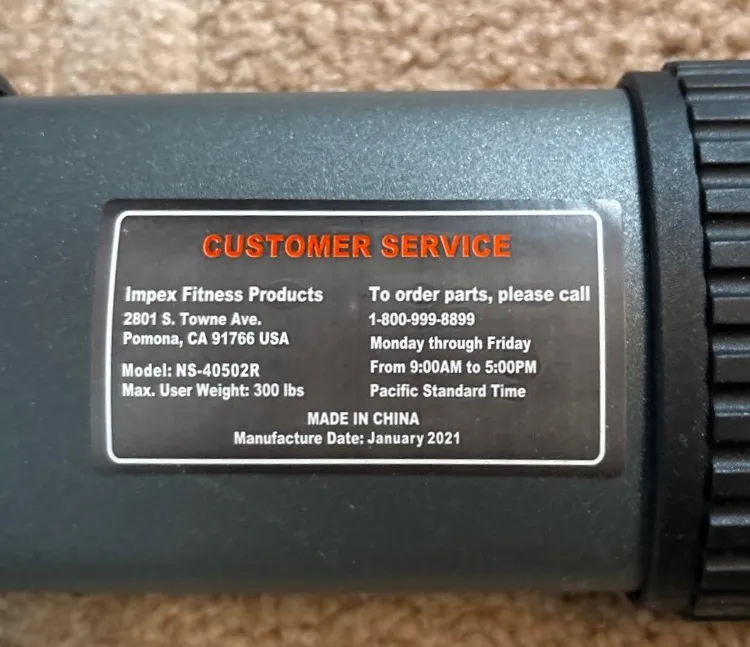 CUSTOMER SERVICE
Impex Fitness Products
2801 S. Towne Ave.
Pomona, CA 91766 USA
Model: NS-40502R
Max. User Weight: 300 lbs
To order parts, please call
1-800-999-8899
Monday through Friday
From 9:00AM to 5:00PM
Pacific Standard Time
MADE IN CHINA
Manufacture Date: January 2021